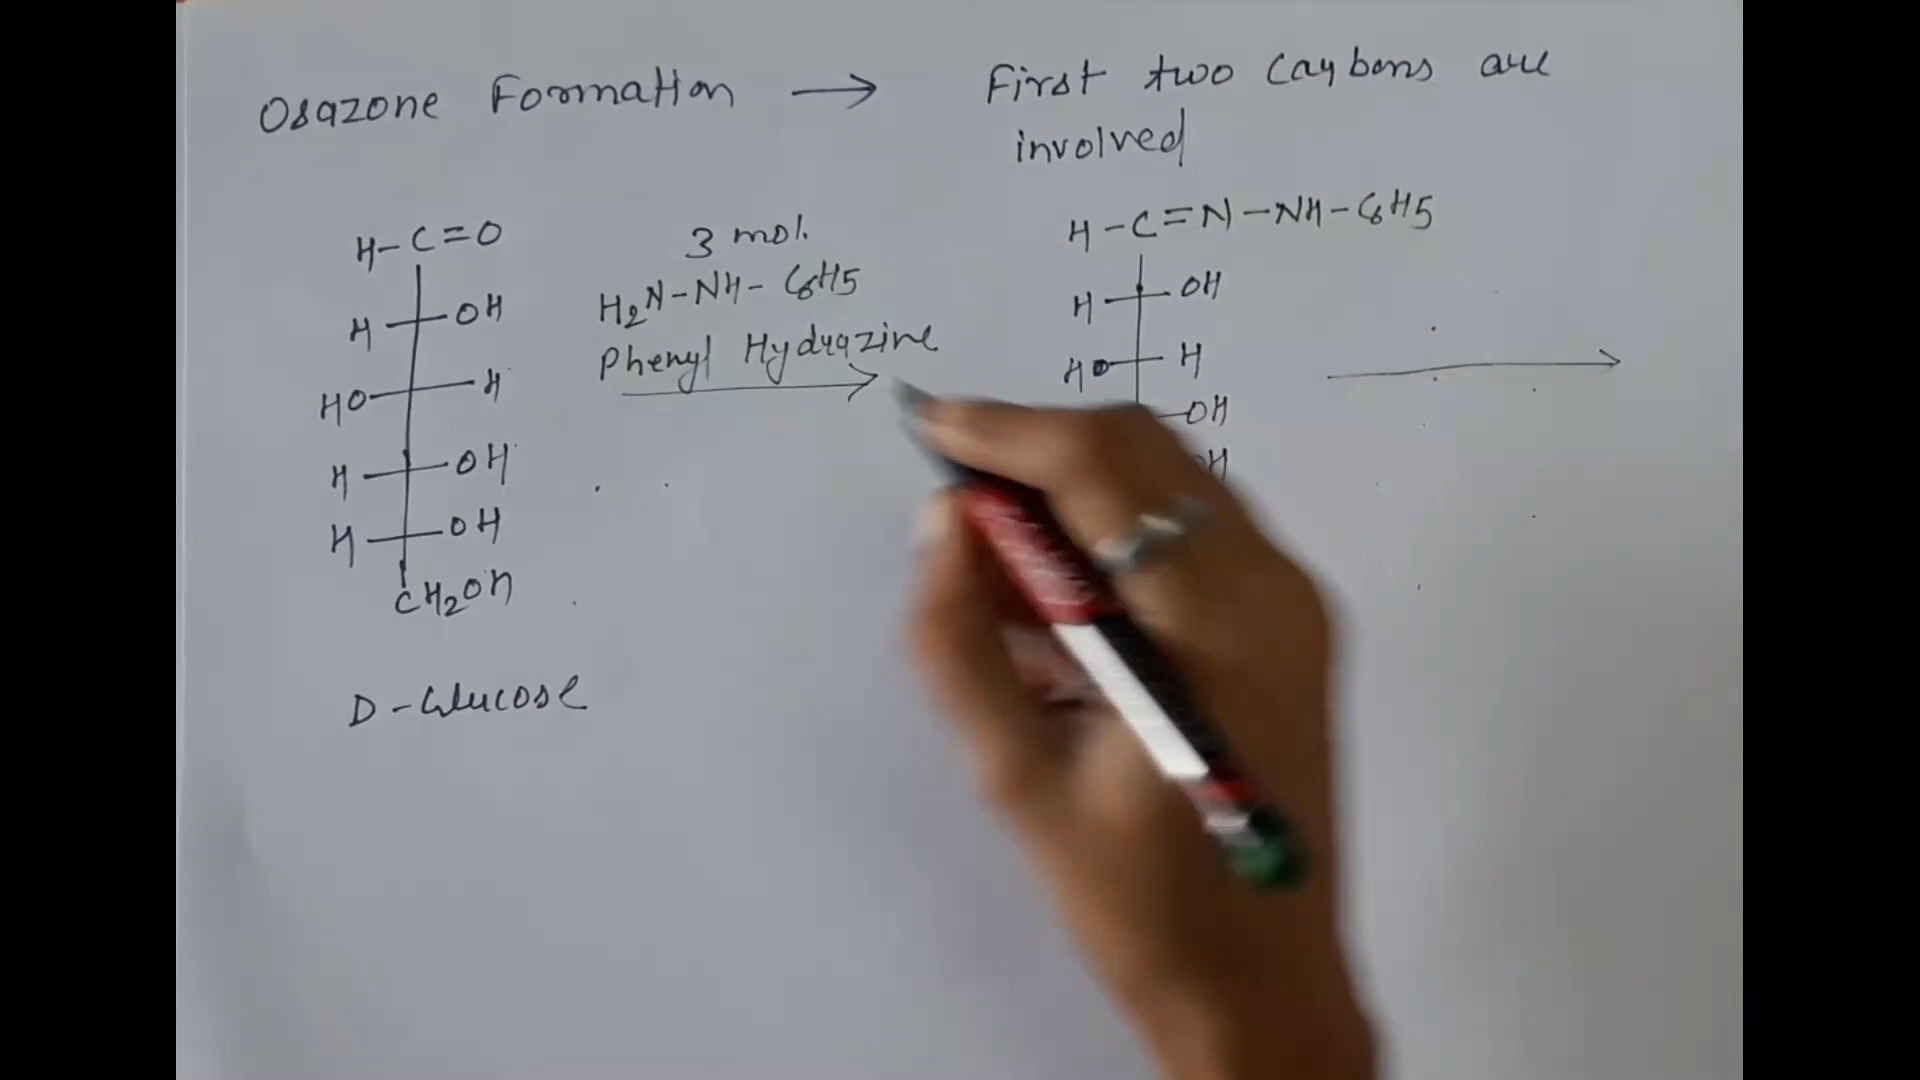 Osazone Formation → First two Carbons are
involved
H-C=O
H OH
HO H
H OH
H OH
CH2OH
D-Glucose
3 mol.
H2N-NH-C6H5
Phenyl Hydrazine
H-C=N-NH-C6H5
H OH
HO H
OH
OH